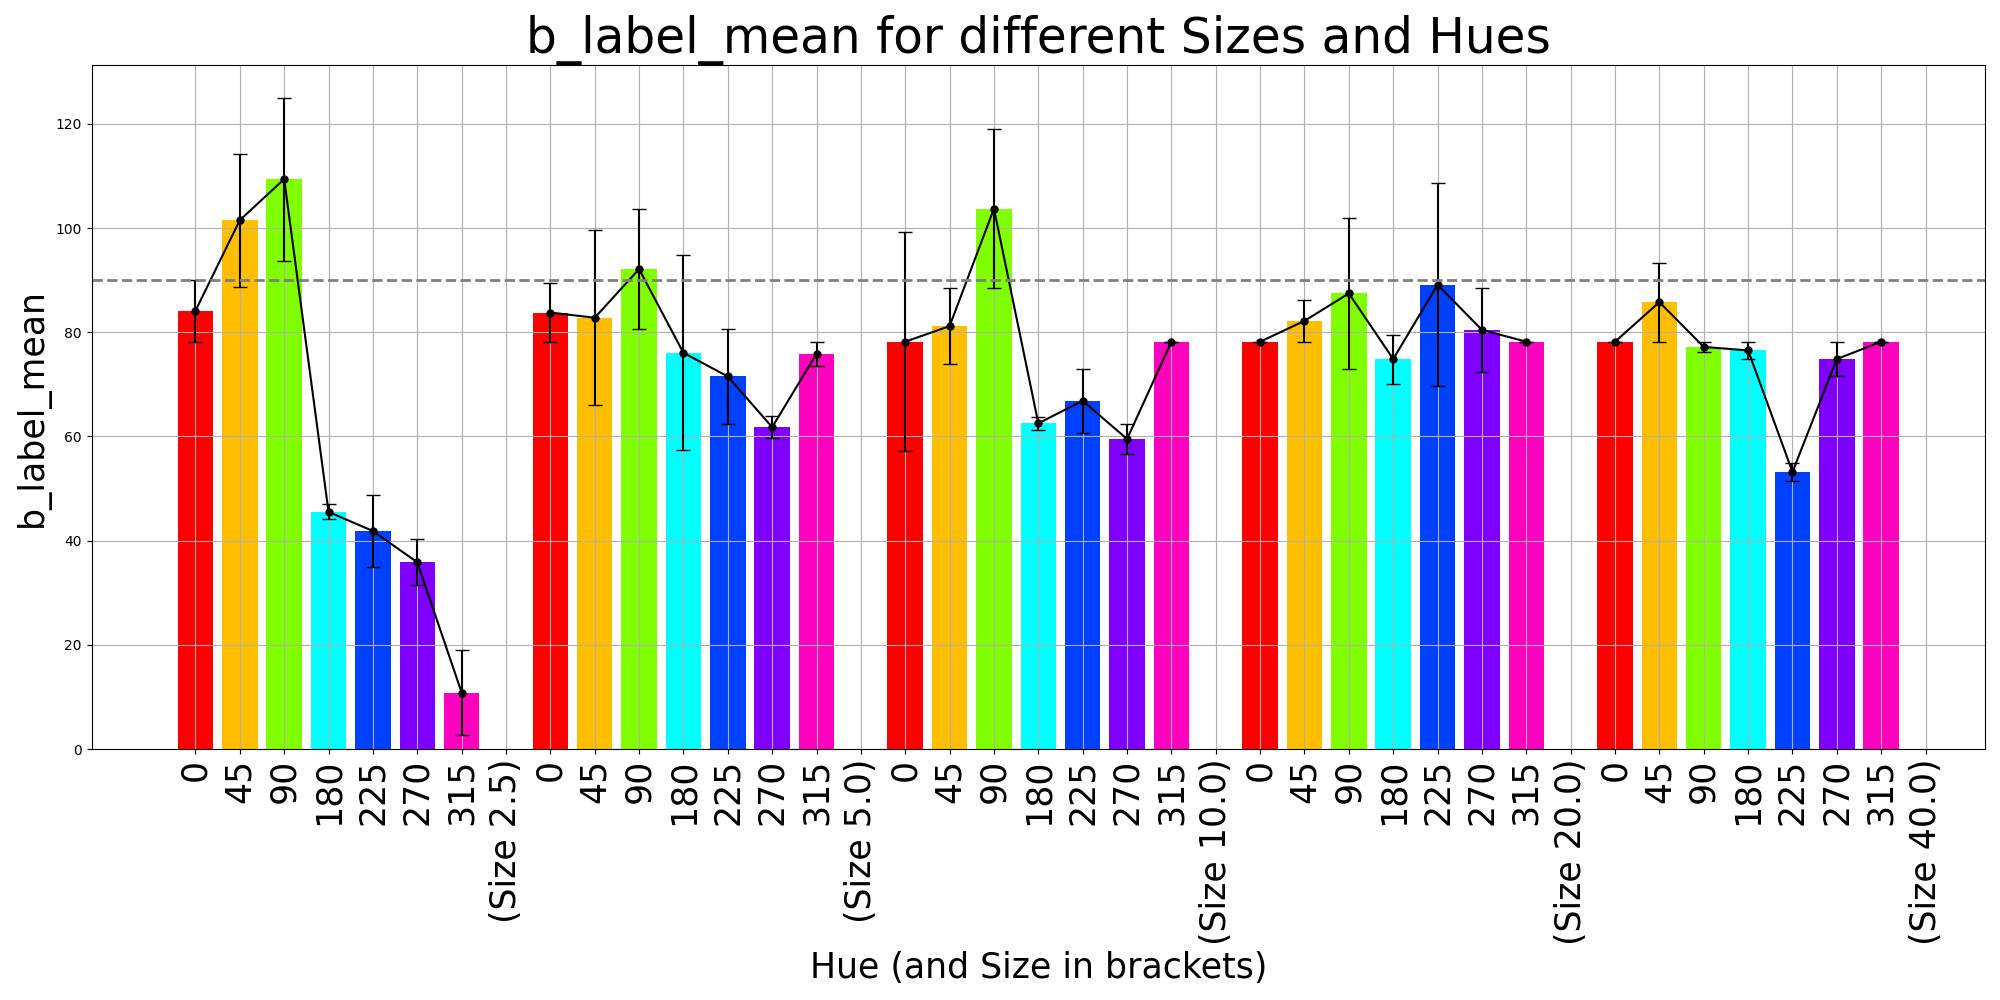 b_label_mean for different Sizes and Hues
120
100
80
60
40
20
0
b_label_mean
0 45 90 180 225 270 315 (Size 2.5) 0 45 90 180 225 270 315 (Size 5.0) 0 45 90 180 225 270 315 (Size 10.0) 0 45 90 180 225 270 315 (Size 20.0) 0 45 90 180 225 270 315 (Size 40.0)
Hue (and Size in brackets)